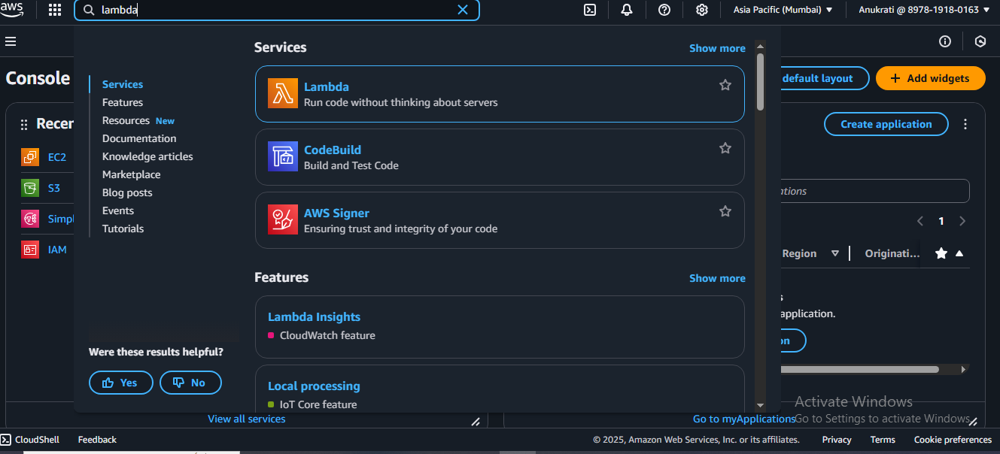 aws
lambda
Asia Pacific (Mumbai)
Anukrati @ 8978-1918-0163
Console
default layout
Add widgets
Recen
EC2
S3
Simpl
IAM
Services
Features
Resources New
Documentation
Knowledge articles
Marketplace
Blog posts
Events
Tutorials
Were these results helpful?
Yes
No
Services
Show more
Lambda
Run code without thinking about servers
CodeBuild
Build and Test Code
AWS Signer
Ensuring trust and integrity of your code
Features
Show more
Lambda Insights
CloudWatch feature
Local processing
IoT Core feature
Create application
ations
1
Region
Originati...
s
application.
on
View all services
Go to myApplications
Activate Windows
Go to Settings to activate Windows.
CloudShell
Feedback
© 2025, Amazon Web Services, Inc. or its affiliates.
Privacy
Terms
Cookie preferences